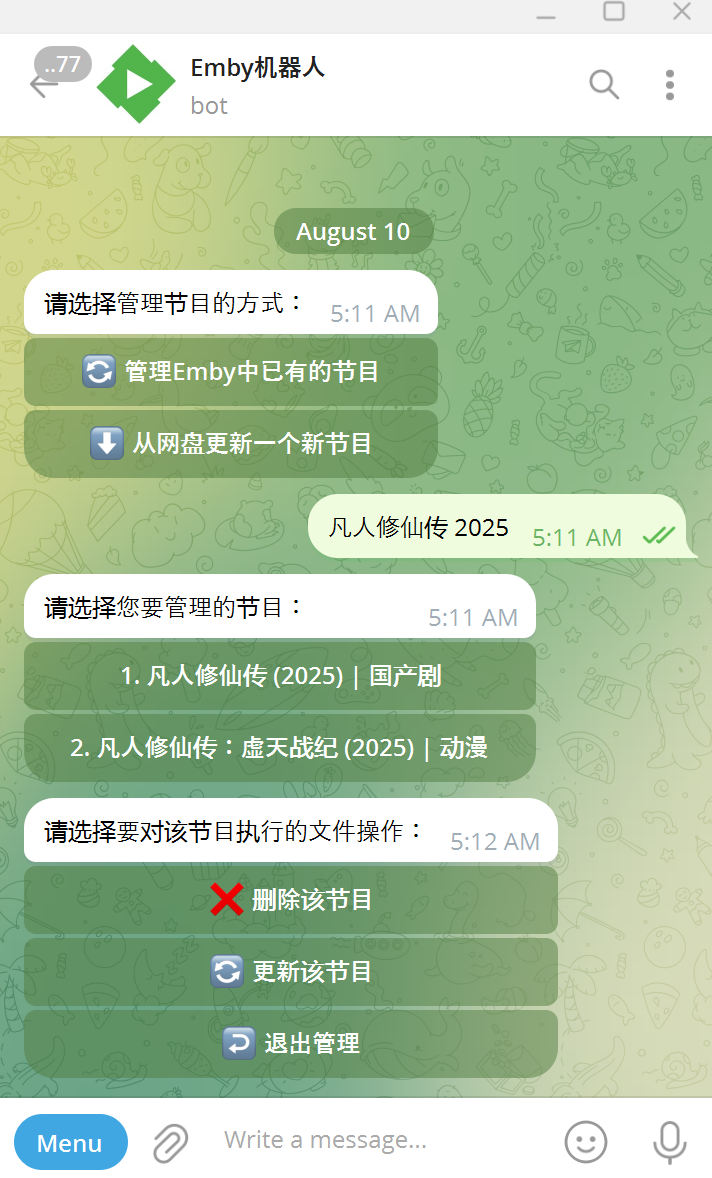 ..77
Emby机器人
bot
August 10
请选择管理节目的方式：
5:11 AM
管理Emby中已有的节目
从网盘更新一个新节目
凡人修仙传 2025
5:11 AM
请选择您要管理的节目：
5:11 AM
1. 凡人修仙传 (2025) | 国产剧
2. 凡人修仙传：虚天战纪 (2025) | 动漫
请选择要对该节目执行的文件操作：
5:12 AM
删除该节目
更新该节目
退出管理
Menu
Write a message...